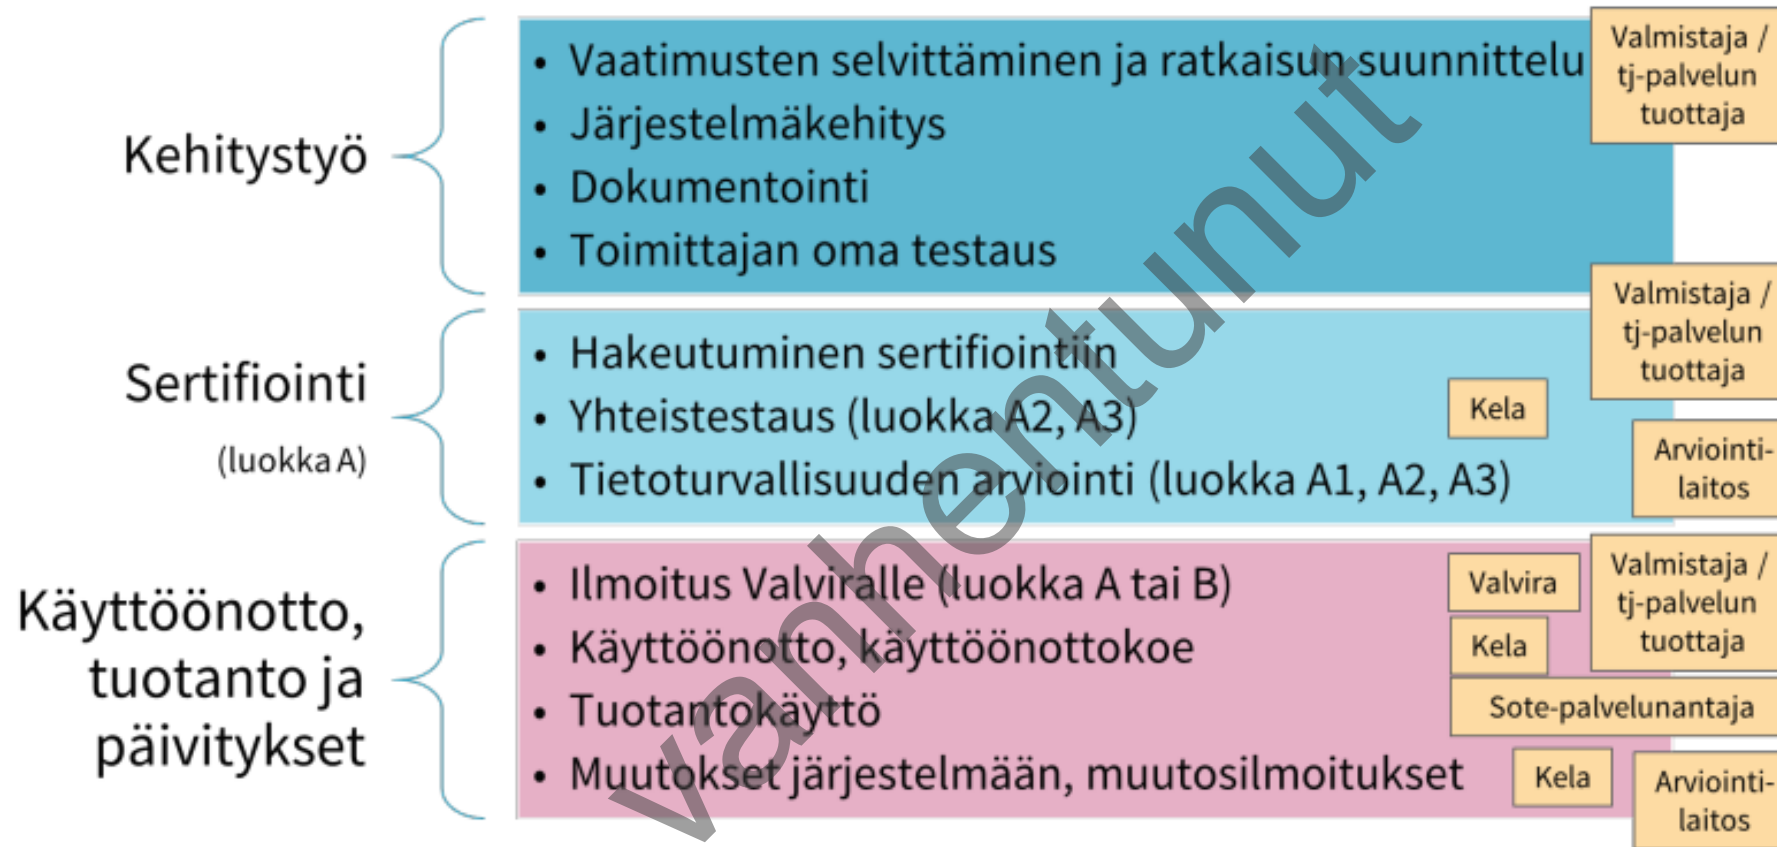 Kehitystyö
• Vaatimusten selvittäminen ja ratkaisun suunnittelu
• Järjestelmäkehitys
• Dokumentointi
• Toimittajan oma testaus
Valmistaja /
tj-palvelun
tuottaja
Sertifiointi
(luokka A)
• Hakeutuminen sertifiointiin
• Yhteistestaus (luokka A2, A3)
• Tietoturvallisuuden arviointi (luokka A1, A2, A3)
Valmistaja /
tj-palvelun
tuottaja
Kela
Arviointi-
laitos
Käyttöönotto,
tuotanto ja
päivitykset
• Ilmoitus Valviralle (luokka A tai B)
• Käyttöönotto, käyttöönottokoe
• Tuotantokäyttö
• Muutokset järjestelmään, muutosilmoitukset
Valvira
Valmistaja /
tj-palvelun
tuottaja
Kela
Sote-palvelunantaja
Kela
Arviointi-
laitos
vanhentunut